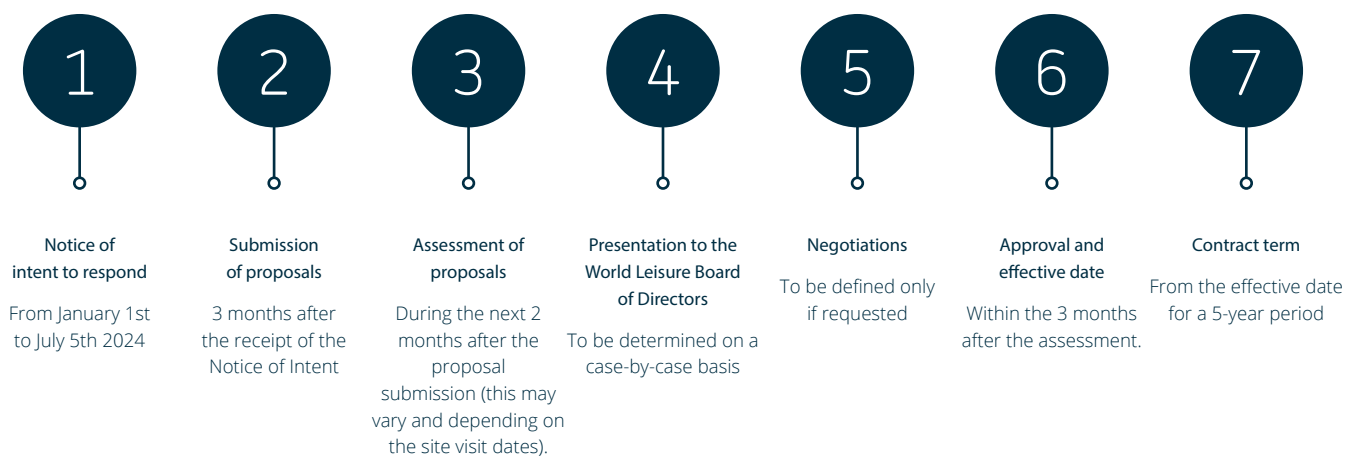 1
2
3
4
5
6
7
Notice of
intent to respond
From January 1st
to July 5th 2024
Submission
of proposals
3 months after
the receipt of the
Notice of Intent
Assessment of
proposals
During the next 2
months after the
proposal
submission (this may
vary and depending on
the site visit dates).
Presentation to the
World Leisure Board
of Directors
To be determined on a
case-by-case basis
Negotiations
To be defined only
if requested
Approval and
effective date
Within the 3 months
after the assessment.
Contract term
From the effective date
for a 5-year period